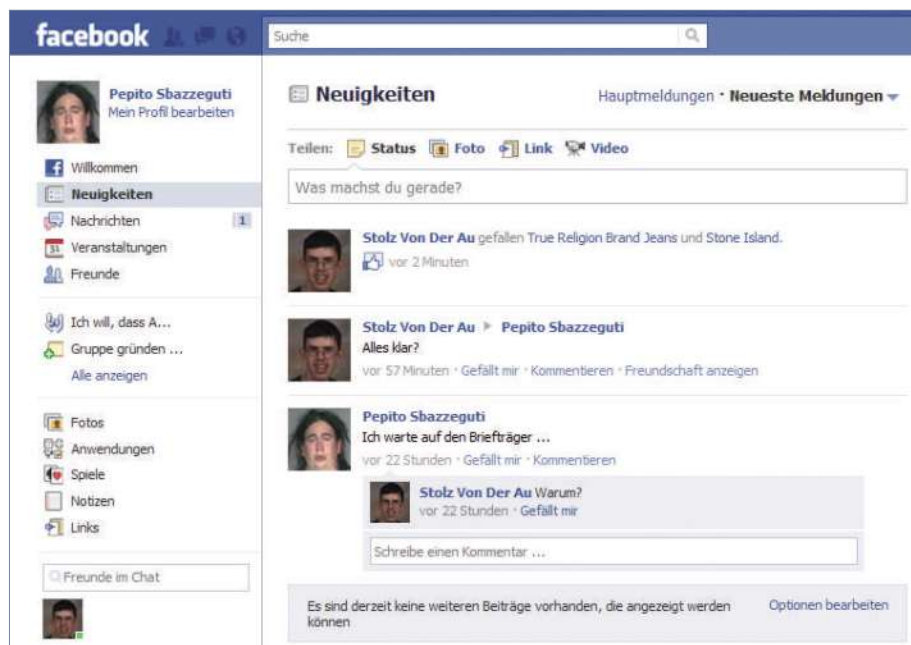 facebook
Suche
Pepito Sbazzeguti
Mein Profil bearbeiten
Willkommen
Neuigkeiten
Nachrichten 1
31 Veranstaltungen
Freunde
Ich will, dass A...
Gruppe gründen ...
Alle anzeigen
Fotos
Anwendungen
Spiele
Notizen
Links
Freunde im Chat
Neuigkeiten
Hauptmeldungen · Neueste Meldungen
Teilen: Status Foto Link Video
Was machst du gerade?
Stolz Von Der Au gefallen True Religion Brand Jeans und Stone Island.
vor 2 Minuten
Stolz Von Der Au Pepito Sbazzeguti
Alles klar?
vor 57 Minuten · Gefällt mir · Kommentieren · Freundschaft anzeigen
Pepito Sbazzeguti
Ich warte auf den Briefträger ...
vor 22 Stunden · Gefällt mir · Kommentieren
Stolz Von Der Au Warum?
vor 22 Stunden · Gefällt mir
Schreibe einen Kommentar ...
Es sind derzeit keine weiteren Beiträge vorhanden, die angezeigt werden
können
Optionen bearbeiten